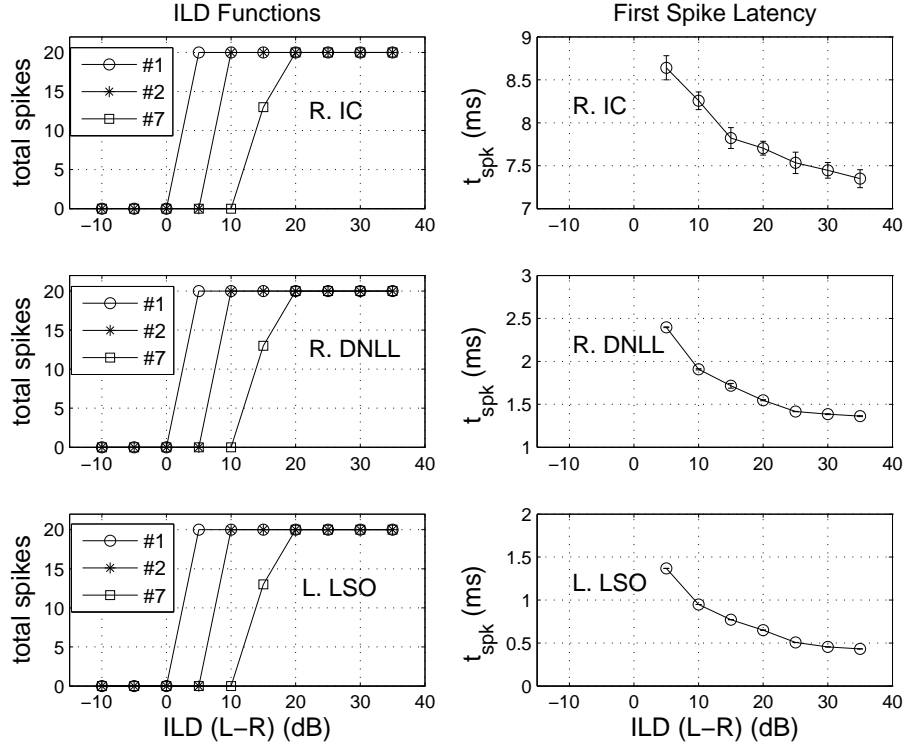 ILD Functions
First Spike Latency
total spikes
20
15
10
5
0
#1
#2
#7
R. IC
−10 0 10 20 30 40
t_spk (ms)
9
8.5
8
7.5
7
R. IC
−10 0 10 20 30 40
total spikes
20
15
10
5
0
#1
#2
#7
R. DNLL
−10 0 10 20 30 40
t_spk (ms)
3
2.5
2
1.5
1
R. DNLL
−10 0 10 20 30 40
total spikes
20
15
10
5
0
#1
#2
#7
L. LSO
−10 0 10 20 30 40
ILD (L−R) (dB)
t_spk (ms)
2
1.5
1
0.5
0
L. LSO
−10 0 10 20 30 40
ILD (L−R) (dB)